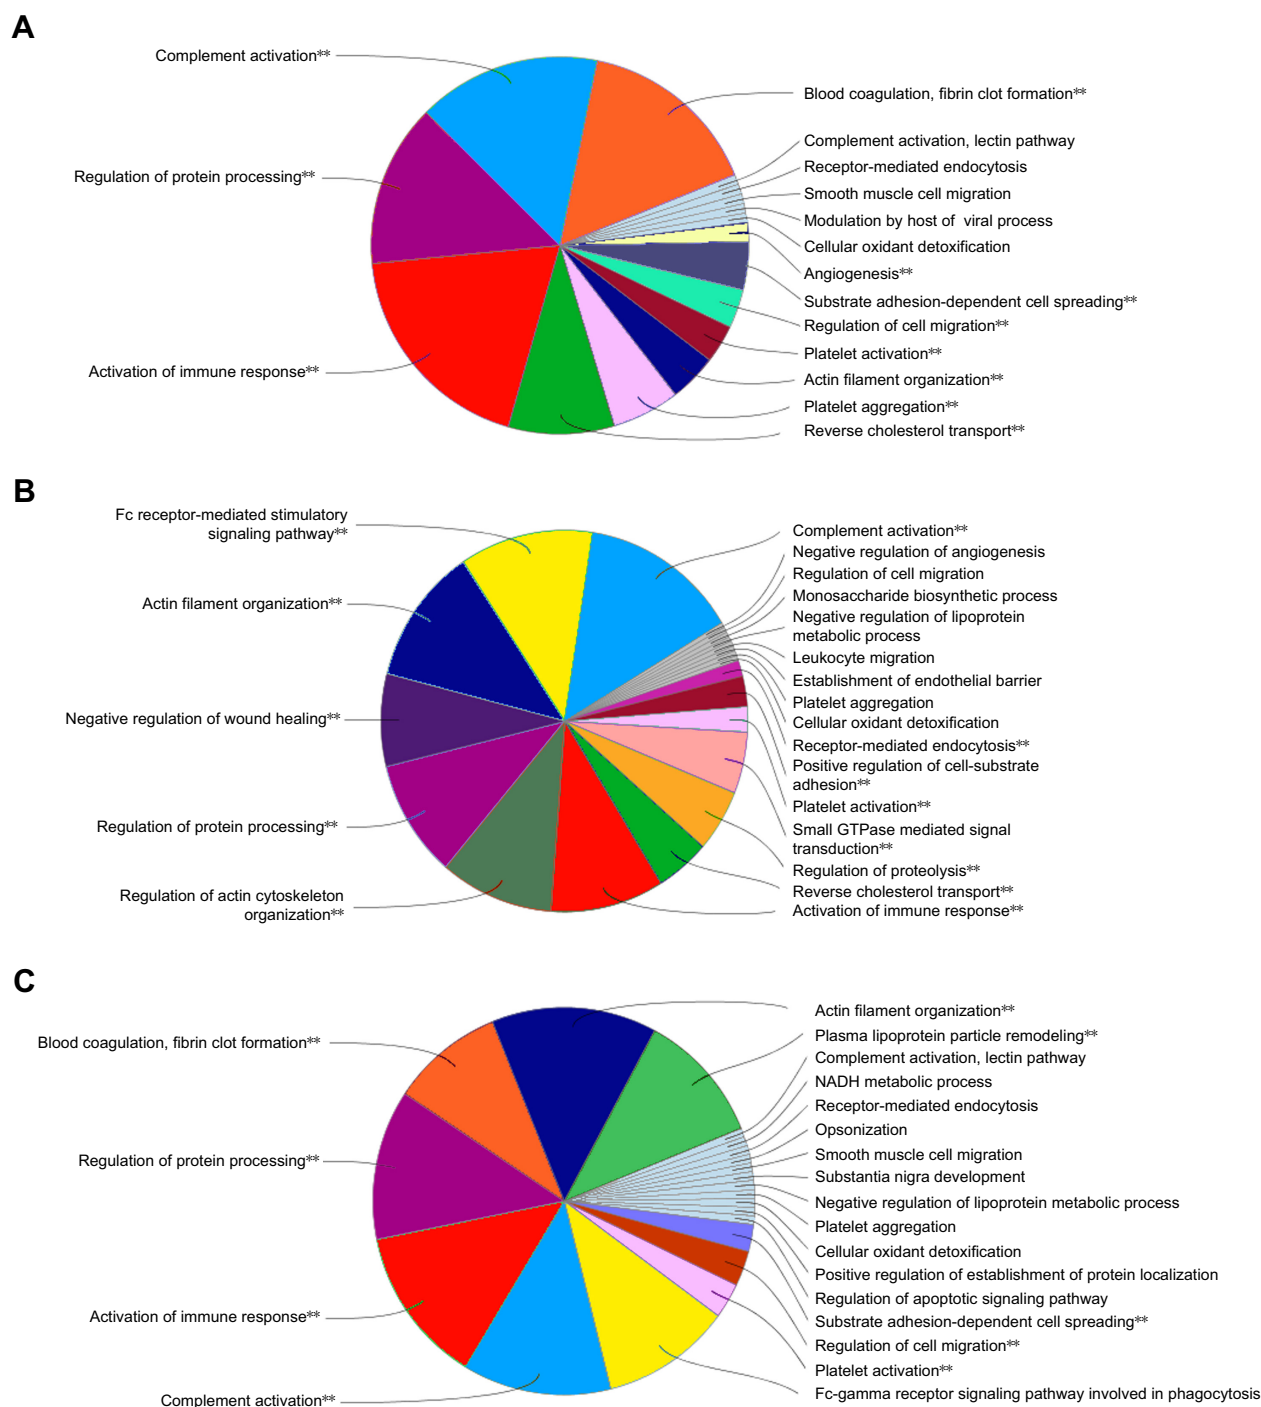 A
Complement activation**
Regulation of protein processing**
Activation of immune response**
Blood coagulation, fibrin clot formation**
Complement activation, lectin pathway
Receptor-mediated endocytosis
Smooth muscle cell migration
Modulation by host of viral process
Cellular oxidant detoxification
Angiogenesis**
Substrate adhesion-dependent cell spreading**
Regulation of cell migration**
Platelet activation**
Actin filament organization**
Platelet aggregation**
Reverse cholesterol transport**
B
Fc receptor-mediated stimulatory
signaling pathway**
Actin filament organization**
Negative regulation of wound healing**
Regulation of protein processing**
Regulation of actin cytoskeleton
organization**
Complement activation**
Negative regulation of angiogenesis
Regulation of cell migration
Monosaccharide biosynthetic process
Negative regulation of lipoprotein
metabolic process
Leukocyte migration
Establishment of endothelial barrier
Platelet aggregation
Cellular oxidant detoxification
Receptor-mediated endocytosis**
Positive regulation of cell-substrate
adhesion**
Platelet activation**
Small GTPase mediated signal
transduction**
Regulation of proteolysis**
Reverse cholesterol transport**
Activation of immune response**
C
Blood coagulation, fibrin clot formation**
Regulation of protein processing**
Activation of immune response**
Complement activation**
Actin filament organization**
Plasma lipoprotein particle remodeling**
Complement activation, lectin pathway
NADH metabolic process
Receptor-mediated endocytosis
Opsonization
Smooth muscle cell migration
Substantia nigra development
Negative regulation of lipoprotein metabolic process
Platelet aggregation
Cellular oxidant detoxification
Positive regulation of establishment of protein localization
Regulation of apoptotic signaling pathway
Substrate adhesion-dependent cell spreading**
Regulation of cell migration**
Platelet activation**
Fc-gamma receptor signaling pathway involved in phagocytosis